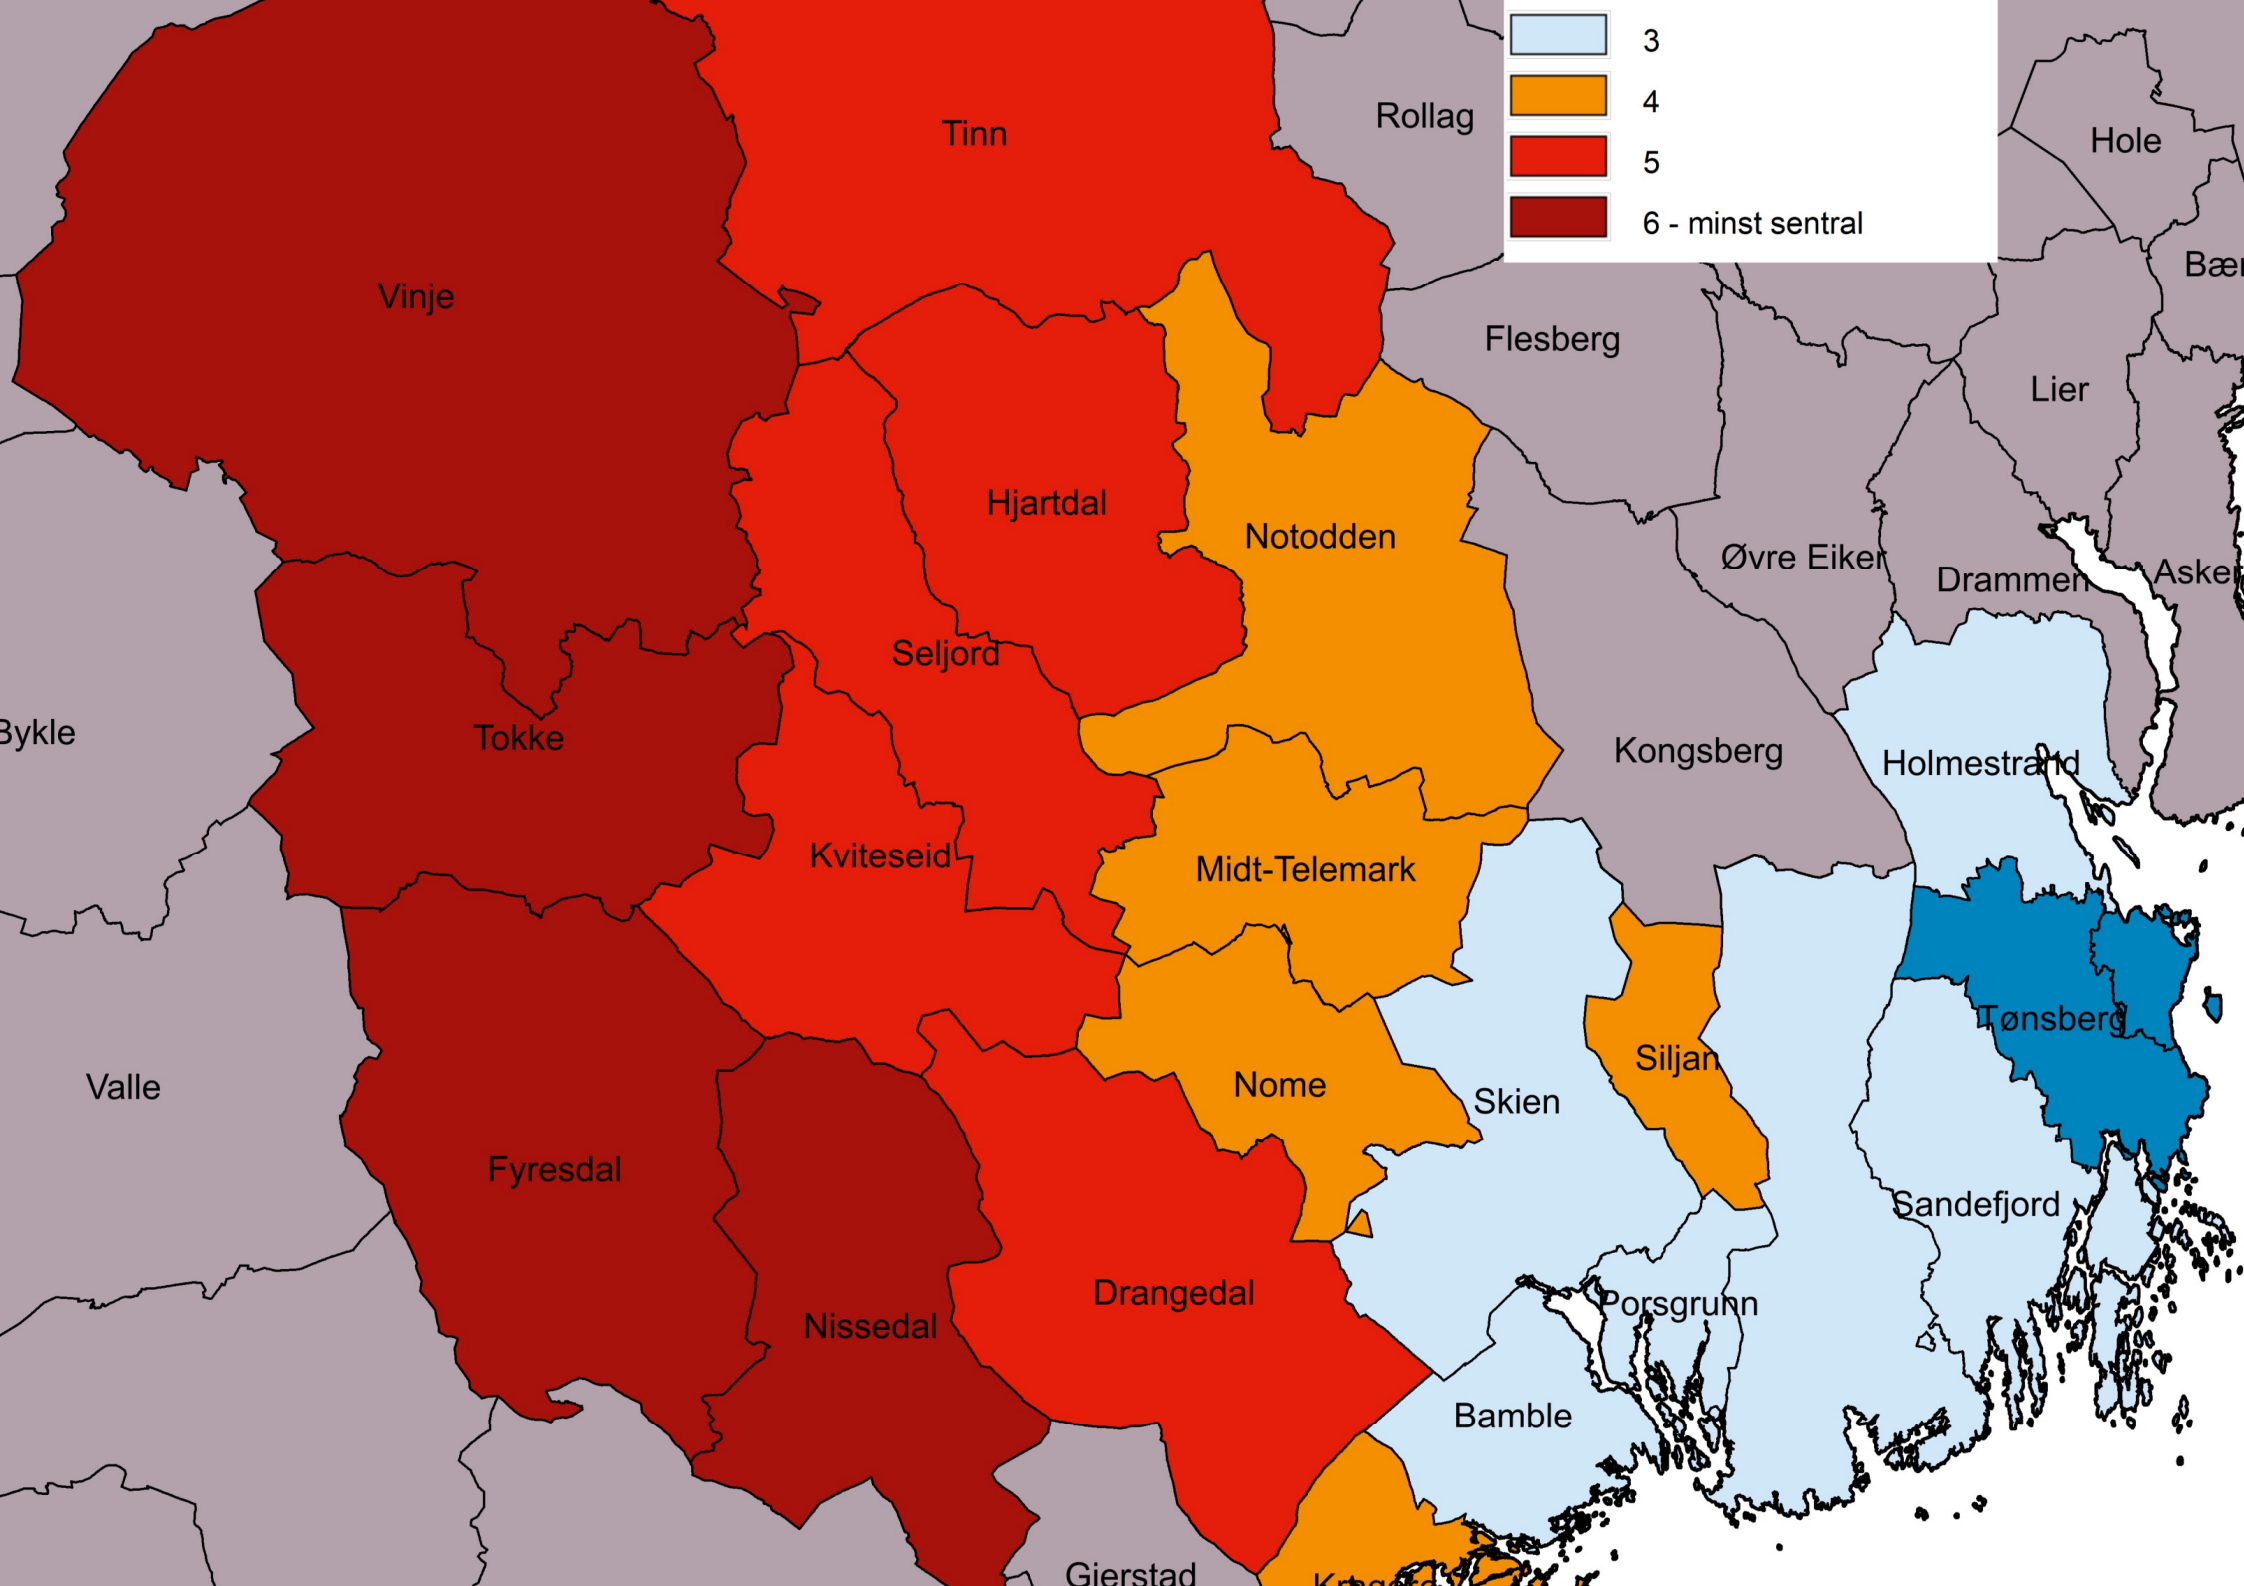 3
4
5
6 - minst sentral
Tinn
Rollag
Hole
Vinje
Flesberg
Lier
Hjartdal
Notodden
Øvre Eiker
Drammen
Asker
Seljord
Tokke
Bykle
Kongsberg
Holmestrand
Kviteseid
Midt-Telemark
Tønsberg
Siljan
Valle
Nome
Skien
Fyresdal
Sandefjord
Drangedal
Porsgrunn
Nissedal
Bamble
Gjerstad